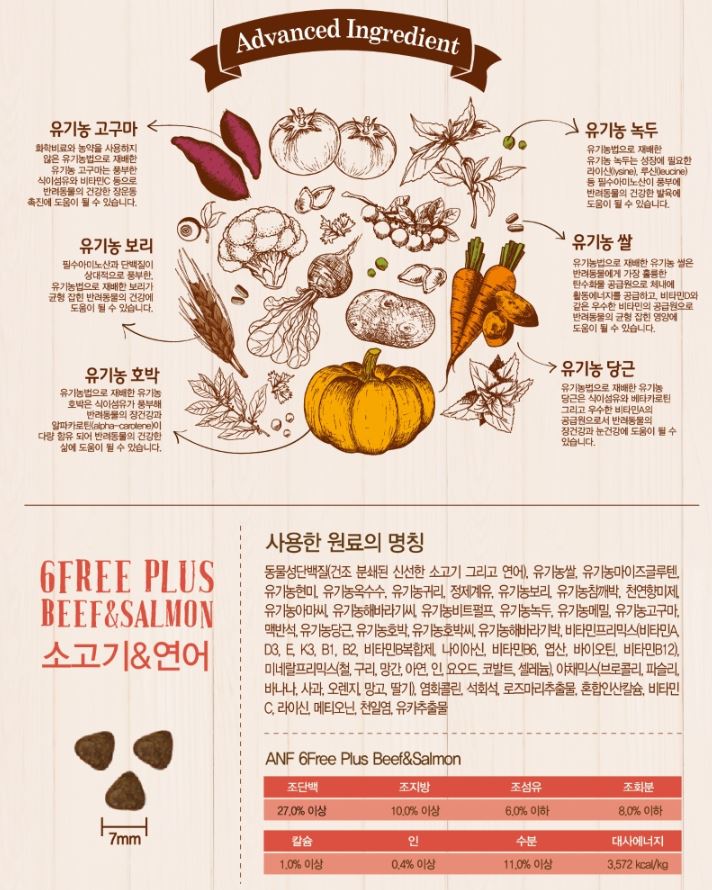 Advanced Ingredient
유기농 고구마
화학비료와 농약을 사용하지
않은 유기농법으로 재배한
유기농 고구마는 풍부한
식이섬유와 비타민C 등으로
반려동물의 건강한 장운동
촉진에 도움이 될 수 있습니다.
유기농 보리
필수아미노산과 단백질이
상대적으로 풍부한,
유기농법으로 재배한 보리가
균형 잡힌 반려동물의 건강에
도움이 될 수 있습니다.
유기농 호박
유기농법으로 재배한 유기농
호박은 식이섬유가 풍부해
반려동물의 장건강과
알파카로틴(alpha-carotene)이
다량 함유 되어 반려동물의 건강한
삶에 도움이 될 수 있습니다.
유기농 녹두
유기농법으로 재배한
유기농 녹두는 성장에 필요한
라이신(lysine), 루신(leucine)
등 필수아미노산이 풍부에
반려동물의 건강한 발육에
도움이 될 수 있습니다.
유기농 쌀
유기농법으로 재배한 유기농 쌀은
반려동물에게 가장 훌륭한
탄수화물 공급원으로 체내에
활동에너지를 공급하고, 비타민D와
같은 우수한 비타민의 공급원으로
반려동물의 균형 잡힌 영양에
도움이 될 수 있습니다.
유기농 당근
유기농법으로 재배한 유기농
당근은 식이섬유와 베타카로틴
그리고 우수한 비타민A의
공급원으로서 반려동물의
장건강과 눈건강에 도움이 될 수
있습니다.
6FREE PLUS
BEEF&SALMON
소고기&연어
7mm
사용한 원료의 명칭
동물성단백질(건조 분쇄된 신선한 소고기 그리고 연어), 유기농쌀, 유기농마이즈글루텐,
유기농현미, 유기농옥수수, 유기농귀리, 정제계유, 유기농보리, 유기농참깨박, 천연향미제,
유기농아마씨, 유기농해바라기씨, 유기농비트펄프, 유기농녹두, 유기농메밀, 유기농고구마,
맥반석, 유기농당근, 유기농호박, 유기농호박씨, 유기농해바라기박, 비타민프리믹스(비타민A,
D3, E, K3, B1, B2, 비타민B복합제, 나이아신, 비타민B6, 엽산, 바이오틴, 비타민B12),
미네랄프리믹스(철, 구리, 망간, 아연, 인, 요오드, 코발트, 셀레늄), 야채믹스(브로콜리, 파슬리,
바나나, 사과, 오렌지, 망고, 딸기), 염화콜린, 석회석, 로즈마리추출물, 혼합인산칼슘, 비타민
C, 라이신, 메티오닌, 천일염, 유카추출물
ANF 6Free Plus Beef&Salmon
조단백 조지방 조섬유 조회분
27.0% 이상 10.0% 이상 6.0% 이하 8.0% 이하
칼슘 인 수분 대사에너지
1.0% 이상 0.4% 이상 11.0% 이상 3,572 kcal/kg